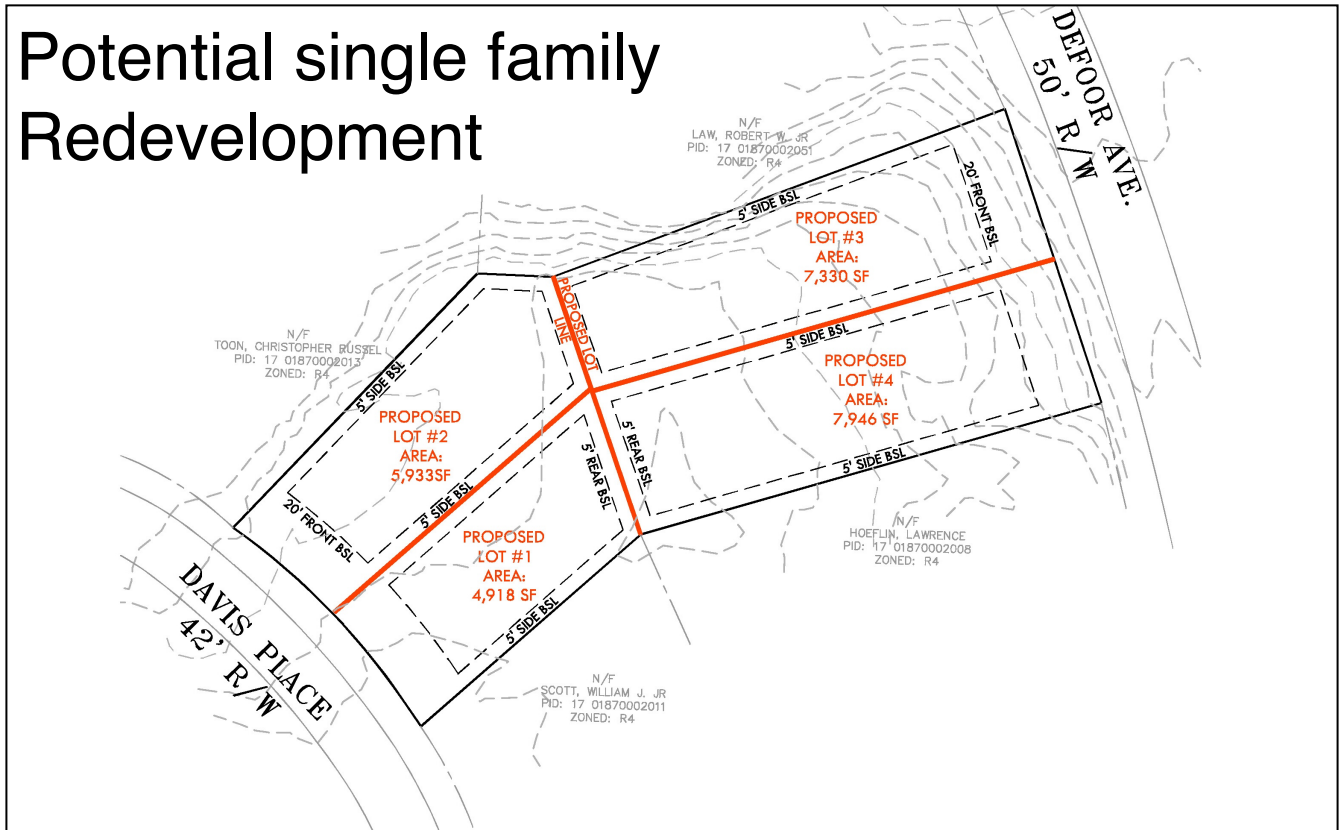 Potential single family
Redevelopment
DEFOOR AVE.
50' R/W
N/F
LAW, ROBERT W. JR
PID: 17 01870002051
ZONED: R4
5' SIDE BSL
20' FRONT BSL
PROPOSED
LOT #3
AREA:
7,330 SF
PROPOSED LOT
LINE
5' SIDE BSL
N/F
TOON, CHRISTOPHER RUSSEL
PID: 17 01870002013
ZONED: R4
5' SIDE BSL
PROPOSED
LOT #2
AREA:
5,933SF
20' FRONT BSL
5' SIDE BSL
PROPOSED
LOT #4
AREA:
7,946 SF
5' REAR BSL
5' REAR BSL
5' SIDE BSL
PROPOSED
LOT #1
AREA:
4,918 SF
5' SIDE BSL
N/F
HOEFLIN, LAWRENCE
PID: 17 01870002008
ZONED: R4
DAVIS PLACE
42' R/W
N/F
SCOTT, WILLIAM J. JR
PID: 17 01870002011
ZONED: R4